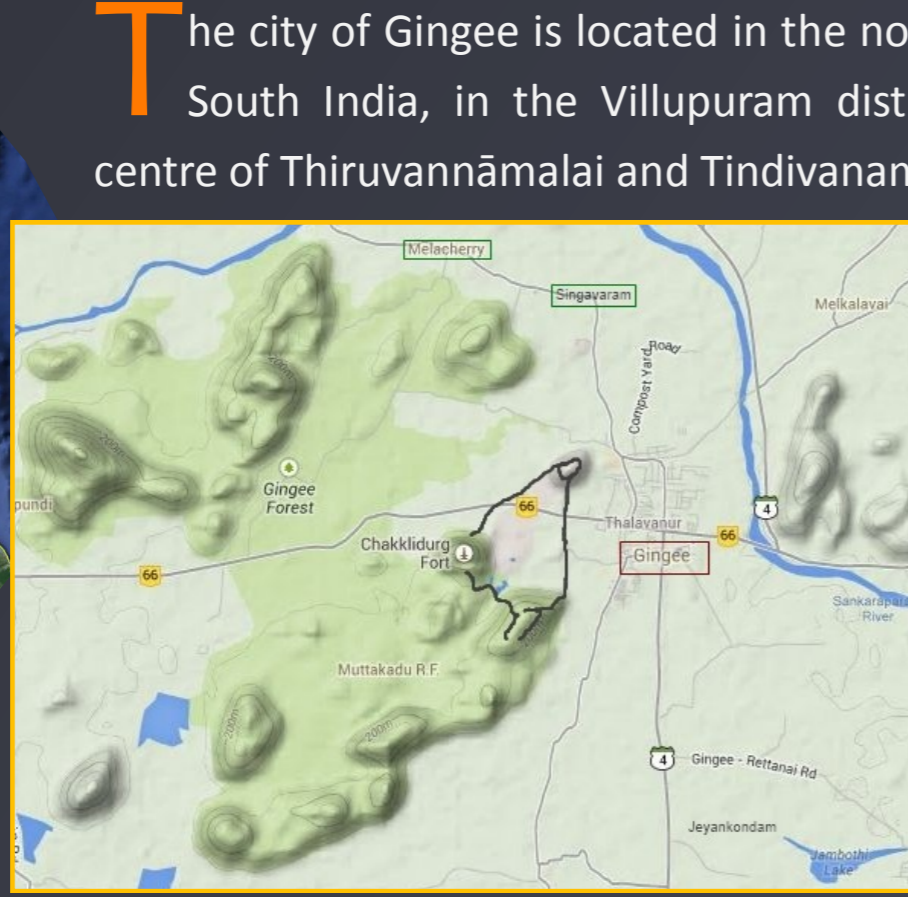 The city of Gingee is located in the no
South India, in the Villupuram dist
centre of Thiruvannāmalai and Tindivanan
Melacherry
Singavaram
Melkalavai
Road
Compost Yard
200m
200m
Gingee
Forest
pundi
66
4
Thalavanur
66
Chakklidurg
Fort
Gingee
66
Sankarapara
River
200m
Muttakadu R.F.
200m
200m
4
Gingee - Rettanai Rd
Jeyankondam
Jambothi
Lake